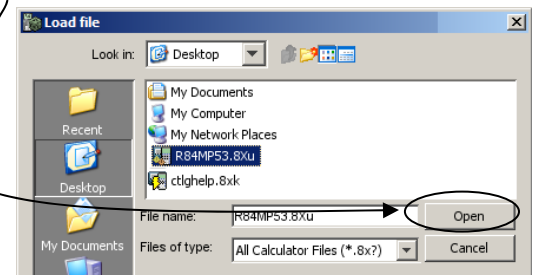 Load file
Look in: Desktop
My Documents
My Computer
My Network Places
R84MP53.8Xu
ctlghelp.8xk
Recent
Desktop
My Documents
File name: R84MP53.8Xu Open
Files of type: All Calculator Files (*.8x?) Cancel